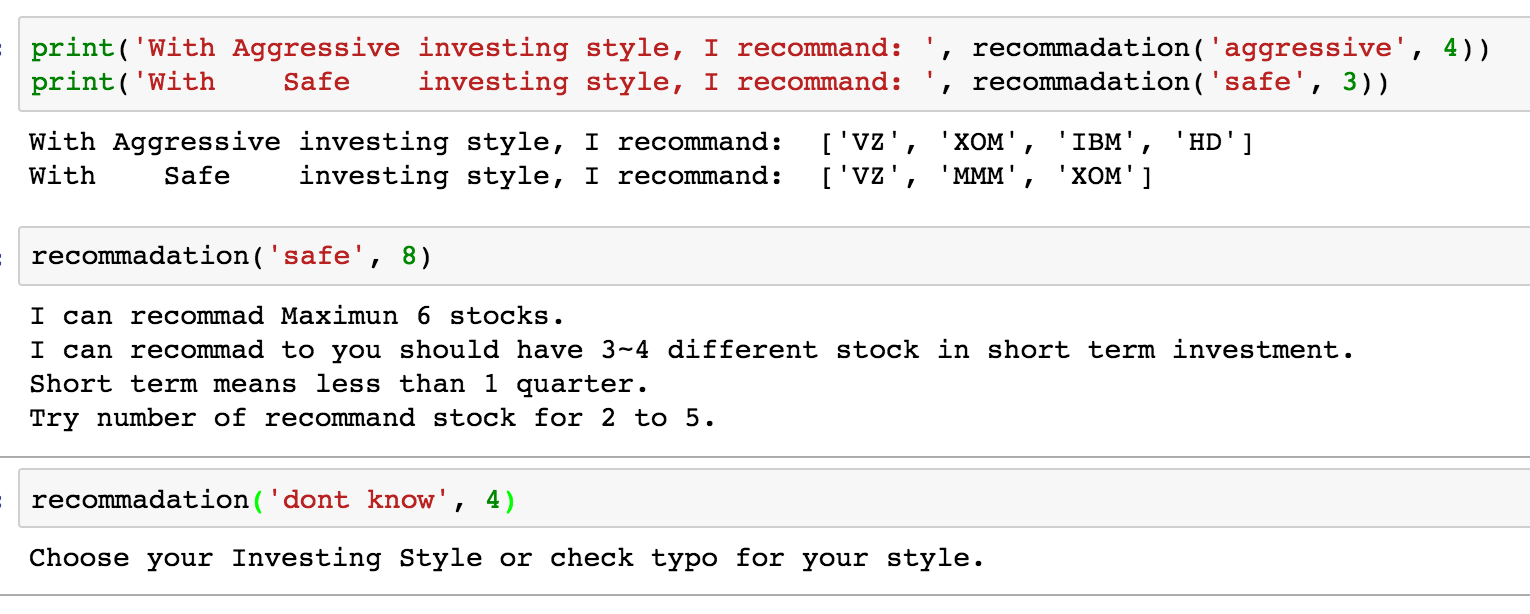 print('With Aggressive investing style, I recommand: ', recommadation('aggressive', 4))
print('With    Safe    investing style, I recommand: ', recommadation('safe', 3))
With Aggressive investing style, I recommand:  ['VZ', 'XOM', 'IBM', 'HD']
With    Safe    investing style, I recommand:  ['VZ', 'MMM', 'XOM']
recommadation('safe', 8)
I can recommad Maximun 6 stocks.
I can recommad to you should have 3~4 different stock in short term investment.
Short term means less than 1 quarter.
Try number of recommand stock for 2 to 5.
recommadation('dont know', 4)
Choose your Investing Style or check typo for your style.